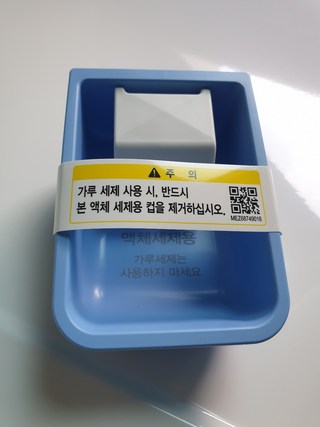 주 의
가루 세제 사용 시, 반드시
본 액체 세제용 컵을 제거하십시오.
MEZ68749016
액체세제용
가루세제는
사용하지 마세요